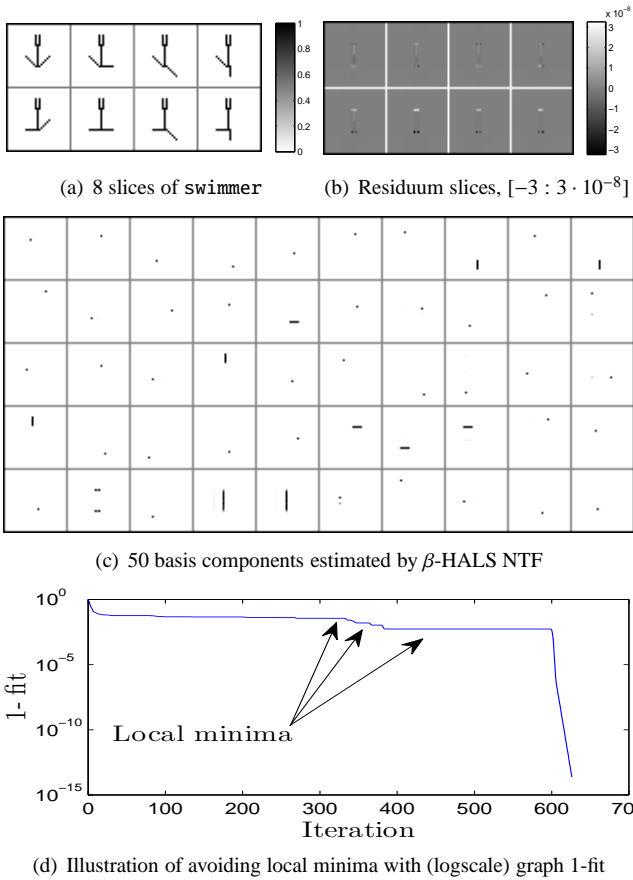 1
0.8
0.6
0.4
0.2
0
x 10^-8
3
2
1
0
-1
-2
-3
(a) 8 slices of swimmer
(b) Residuum slices, [−3 : 3 · 10^−8]
(c) 50 basis components estimated by β-HALS NTF
10^0
10^−5
10^−10
10^−15
1- fit
Local minima
0 100 200 300 400 500 600 70
Iteration
(d) Illustration of avoiding local minima with (logscale) graph 1-fit